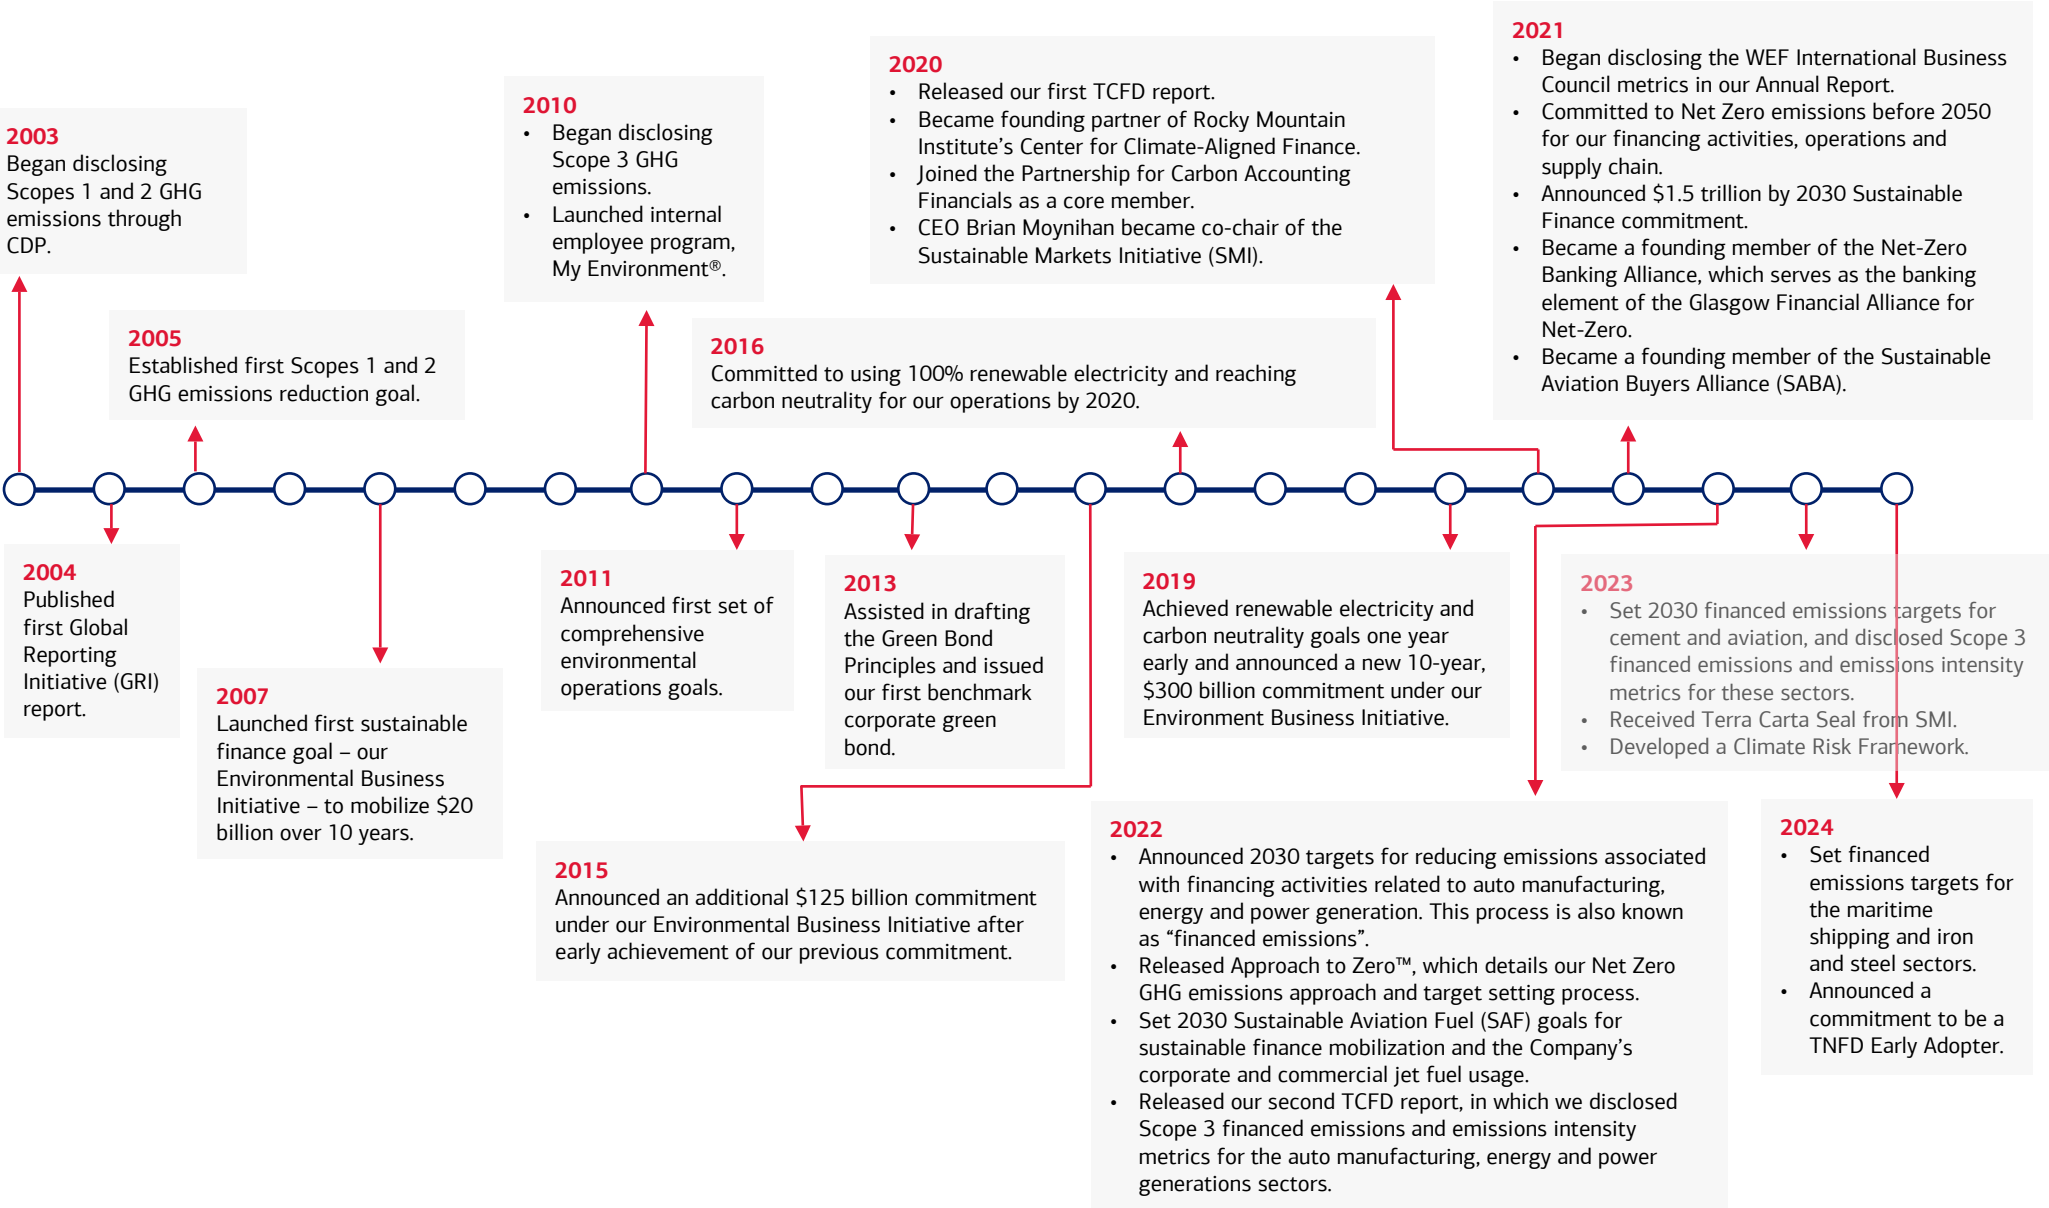 2003
Began disclosing
Scopes 1 and 2 GHG
emissions through
CDP.
2005
Established first Scopes 1 and 2
GHG emissions reduction goal.
2010
• Began disclosing
Scope 3 GHG
emissions.
• Launched internal
employee program,
My Environment®.
2016
Committed to using 100% renewable electricity and reaching
carbon neutrality for our operations by 2020.
2020
• Released our first TCFD report.
• Became founding partner of Rocky Mountain
Institute’s Center for Climate-Aligned Finance.
• Joined the Partnership for Carbon Accounting
Financials as a core member.
• CEO Brian Moynihan became co-chair of the
Sustainable Markets Initiative (SMI).
2021
• Began disclosing the WEF International Business
Council metrics in our Annual Report.
• Committed to Net Zero emissions before 2050
for our financing activities, operations and
supply chain.
• Announced $1.5 trillion by 2030 Sustainable
Finance commitment.
• Became a founding member of the Net-Zero
Banking Alliance, which serves as the banking
element of the Glasgow Financial Alliance for
Net-Zero.
• Became a founding member of the Sustainable
Aviation Buyers Alliance (SABA).
2004
Published
first Global
Reporting
Initiative (GRI)
report.
2007
Launched first sustainable
finance goal – our
Environmental Business
Initiative – to mobilize $20
billion over 10 years.
2011
Announced first set of
comprehensive
environmental
operations goals.
2013
Assisted in drafting
the Green Bond
Principles and issued
our first benchmark
corporate green
bond.
2015
Announced an additional $125 billion commitment
under our Environmental Business Initiative after
early achievement of our previous commitment.
2019
Achieved renewable electricity and
carbon neutrality goals one year
early and announced a new 10-year,
$300 billion commitment under our
Environment Business Initiative.
2022
• Announced 2030 targets for reducing emissions associated
with financing activities related to auto manufacturing,
energy and power generation. This process is also known
as “financed emissions”.
• Released Approach to Zero™, which details our Net Zero
GHG emissions approach and target setting process.
• Set 2030 Sustainable Aviation Fuel (SAF) goals for
sustainable finance mobilization and the Company’s
corporate and commercial jet fuel usage.
• Released our second TCFD report, in which we disclosed
Scope 3 financed emissions and emissions intensity
metrics for the auto manufacturing, energy and power
generations sectors.
2023
• Set 2030 financed emissions targets for
cement and aviation, and disclosed Scope 3
financed emissions and emissions intensity
metrics for these sectors.
• Received Terra Carta Seal from SMI.
• Developed a Climate Risk Framework.
2024
• Set financed
emissions targets for
the maritime
shipping and iron
and steel sectors.
• Announced a
commitment to be a
TNFD Early Adopter.